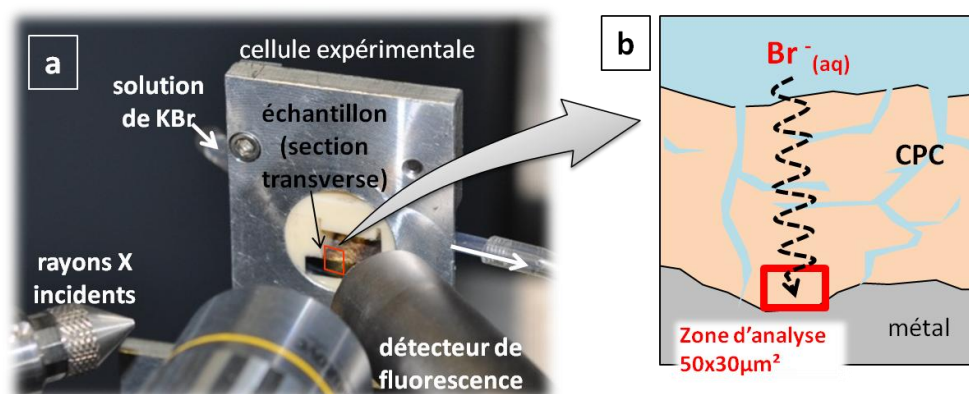 a
cellule expérimentale
solution
de KBr
échantillon
(section
transverse)
rayons X
incidents
détecteur de
fluorescence
b
Br -(aq)
CPC
métal
Zone d'analyse
50x30µm²